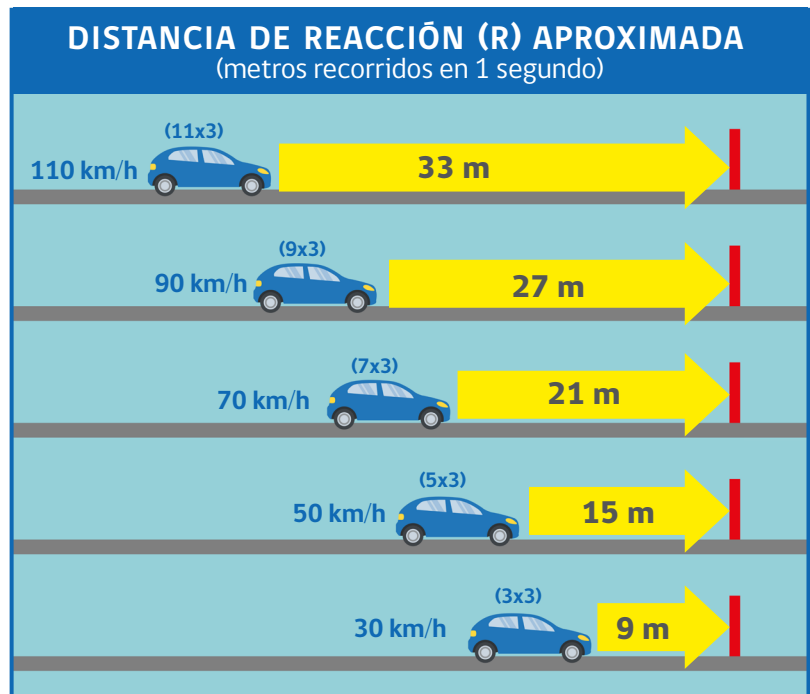 DISTANCIA DE REACCIÓN (R) APROXIMADA
(metros recorridos en 1 segundo)
(11x3)
110 km/h
33 m
(9x3)
90 km/h
27 m
(7x3)
70 km/h
21 m
(5x3)
50 km/h
15 m
(3x3)
30 km/h
9 m